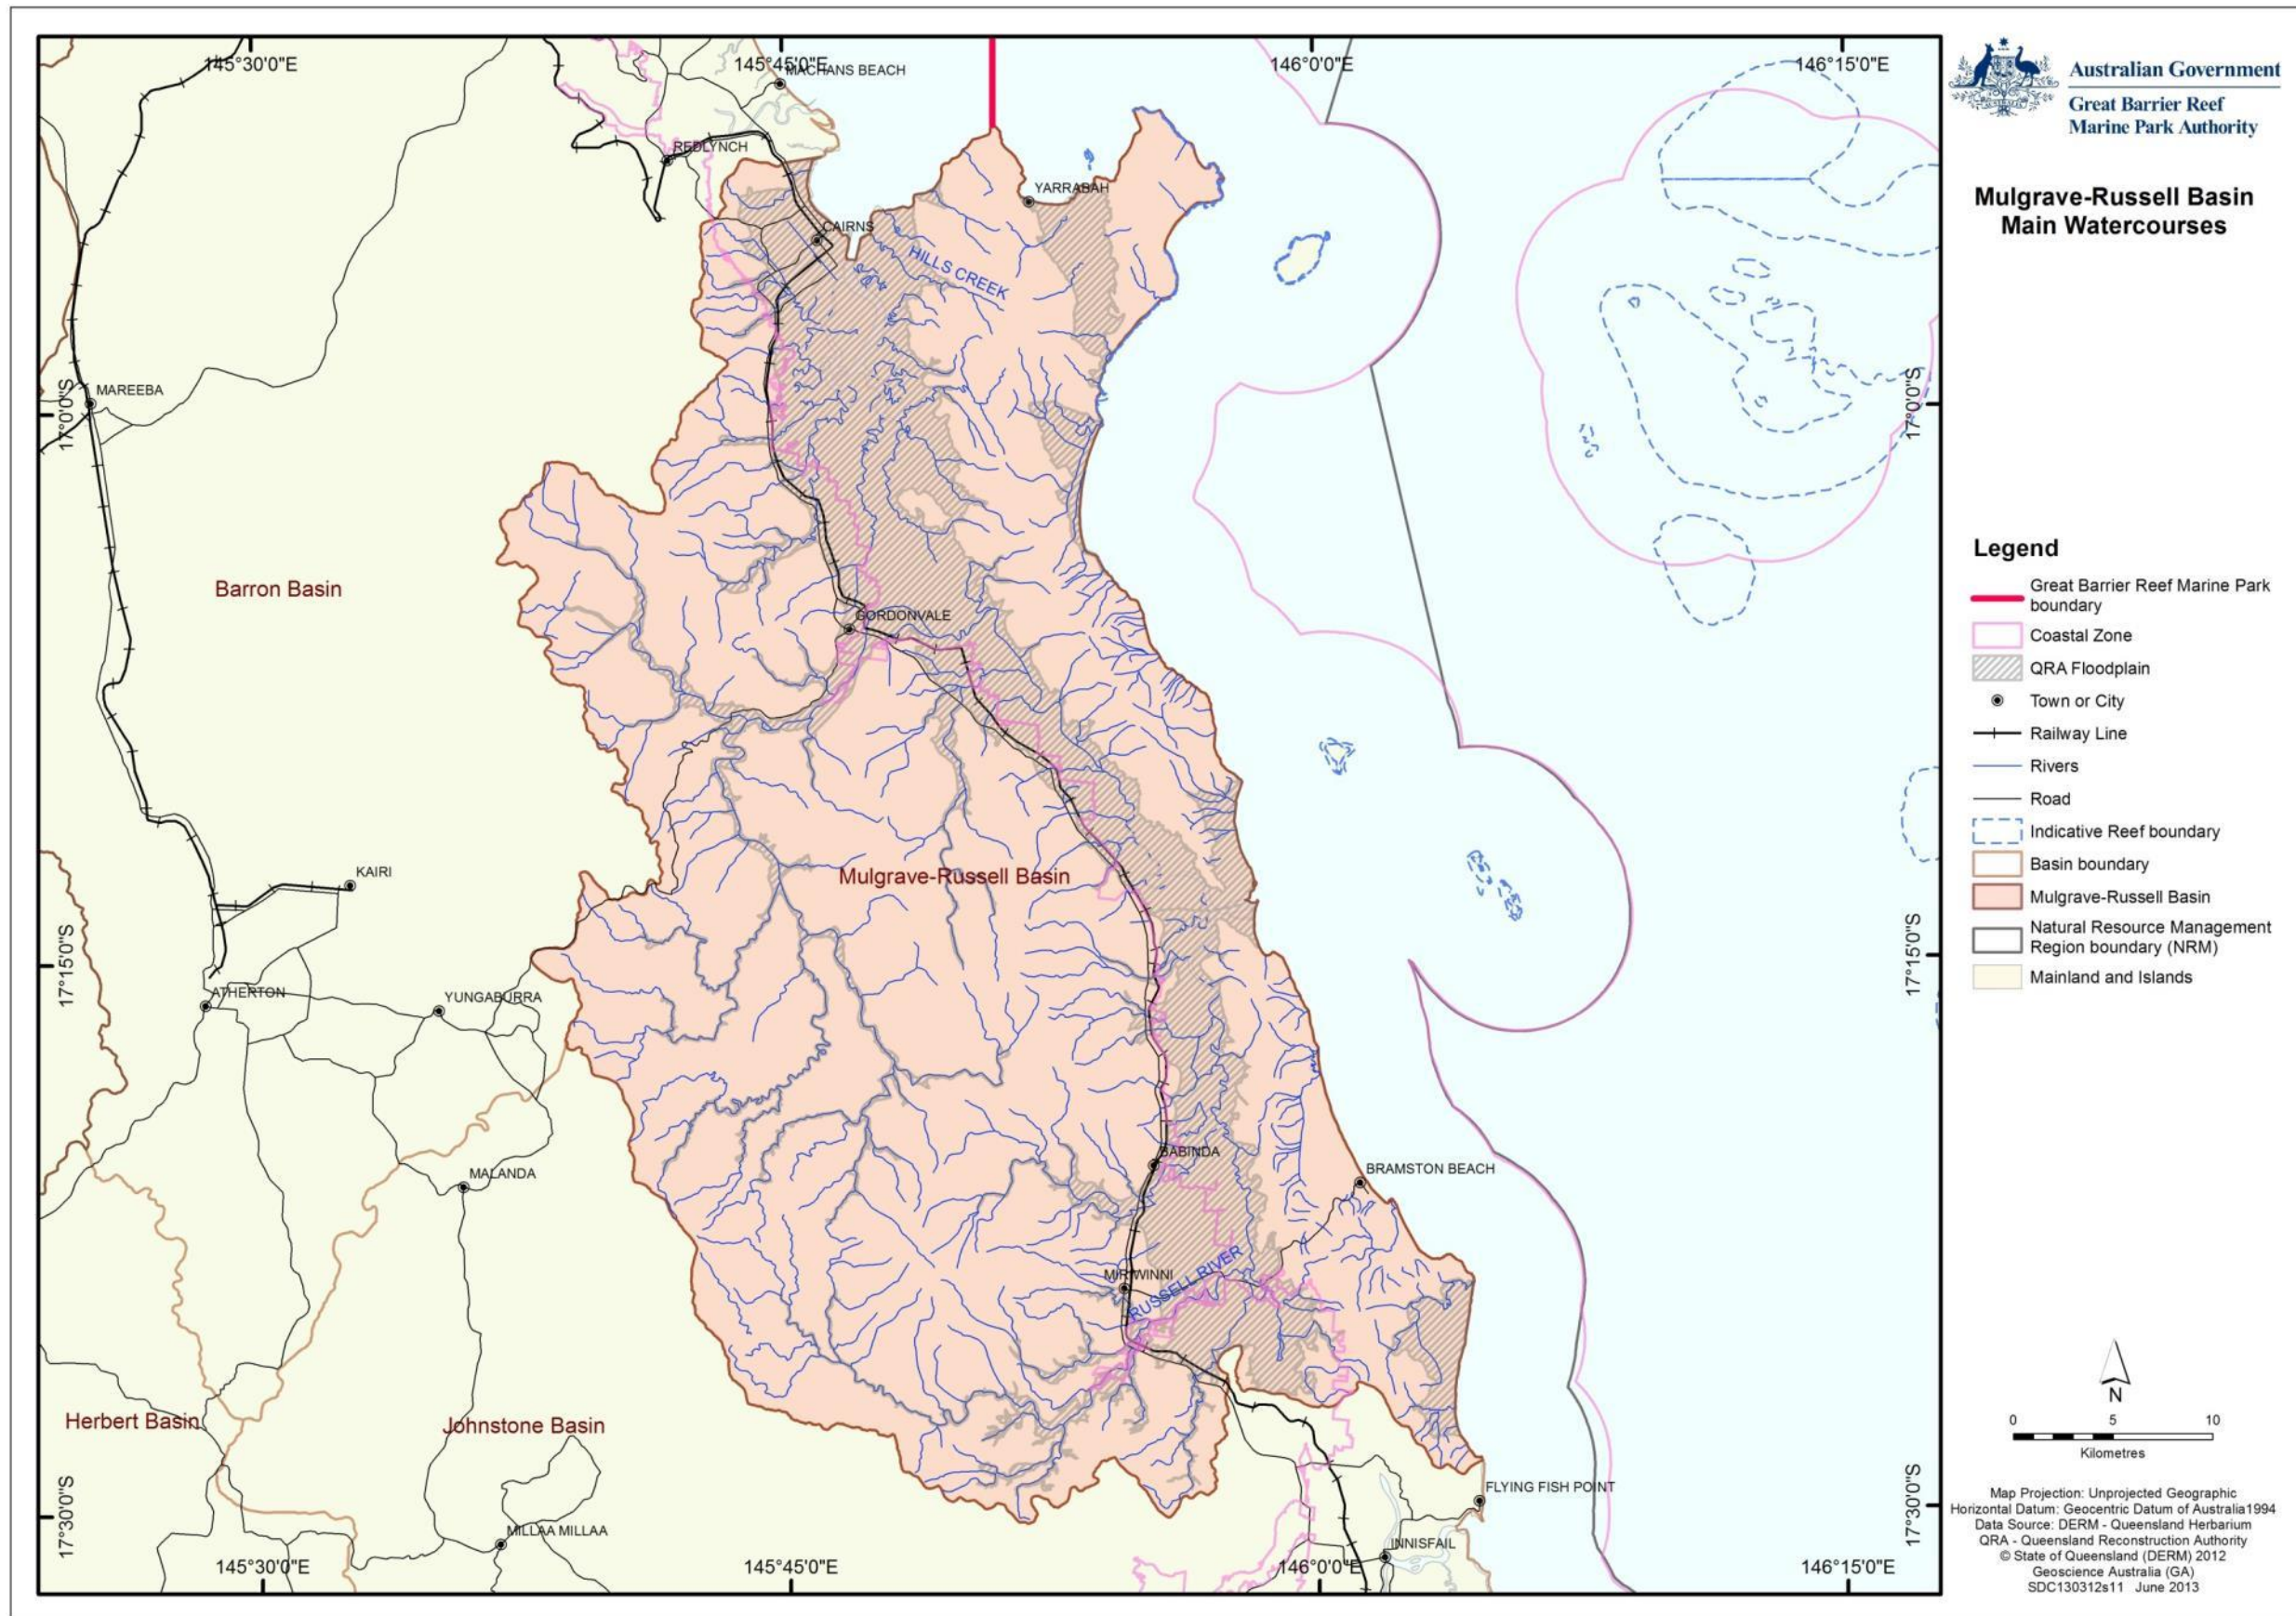 145°30'0"E
145°45'0"E
146°0'0"E
146°15'0"E
MACHANS BEACH
REDLYNCH
YARRABAH
CAIRNS
HILLS CREEK
MAREEBA
17°0'0"S
17°0'0"S
Barron Basin
GORDONVALE
KAIRI
Mulgrave-Russell Basin
17°15'0"S
17°15'0"S
ATHERTON
YUNGABURRA
MALANDA
BABINDA
BRAMSTON BEACH
MIRIWINNI
RUSSELL RIVER
Herbert Basin
Johnstone Basin
FLYING FISH POINT
17°30'0"S
17°30'0"S
MILLAA MILLAA
INNISFAIL
145°30'0"E
145°45'0"E
146°0'0"E
146°15'0"E
Australian Government
Great Barrier Reef
Marine Park Authority
Mulgrave-Russell Basin
Main Watercourses
Legend
Great Barrier Reef Marine Park
boundary
Coastal Zone
QRA Floodplain
Town or City
Railway Line
Rivers
Road
Indicative Reef boundary
Basin boundary
Mulgrave-Russell Basin
Natural Resource Management
Region boundary (NRM)
Mainland and Islands
N
0 5 10
Kilometres
Map Projection: Unprojected Geographic
Horizontal Datum: Geocentric Datum of Australia1994
Data Source: DERM - Queensland Herbarium
QRA - Queensland Reconstruction Authority
© State of Queensland (DERM) 2012
Geoscience Australia (GA)
SDC130312s11 June 2013